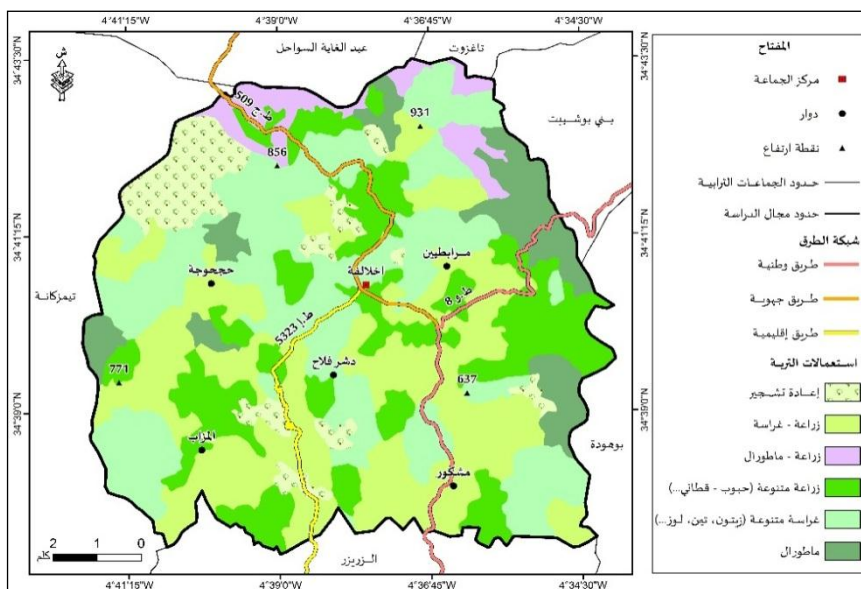 4°41'15"W 4°39'0"W 4°36'45"W 4°34'30"W
34°43'30"N
34°41'15"N
34°39'0"N
34°43'30"N
34°41'15"N
34°39'0"N
4°41'15"W 4°39'0"W 4°36'45"W 4°34'30"W
ش
عبد الغاية السواحل
تاغزوت
بني بوشيبت
تيمزكانة
بوهودة
الزريزر
ط.ج 509
931
856
مرابطيين
حجحوجة
اخلالفة
ط.و 8
ط.إ 5323
دشر فلاح
771
637
المزاب
مشكور
2 1 0
كلم
المفتاح
مركز الجماعة
دوار
نقطة ارتفاع
حدود الجماعات الترابية
حدود مجال الدراسة
شبكة الطرق
طريق وطنية
طريق جهوية
طريق إقليمية
استعمالات التربة
إعادة تشجير
زراعة - غراسة
زراعة - ماطورال
زراعة متنوعة (حبوب - قطاني...)
غراسة متنوعة (زيتون، تين، لوز...)
ماطورال